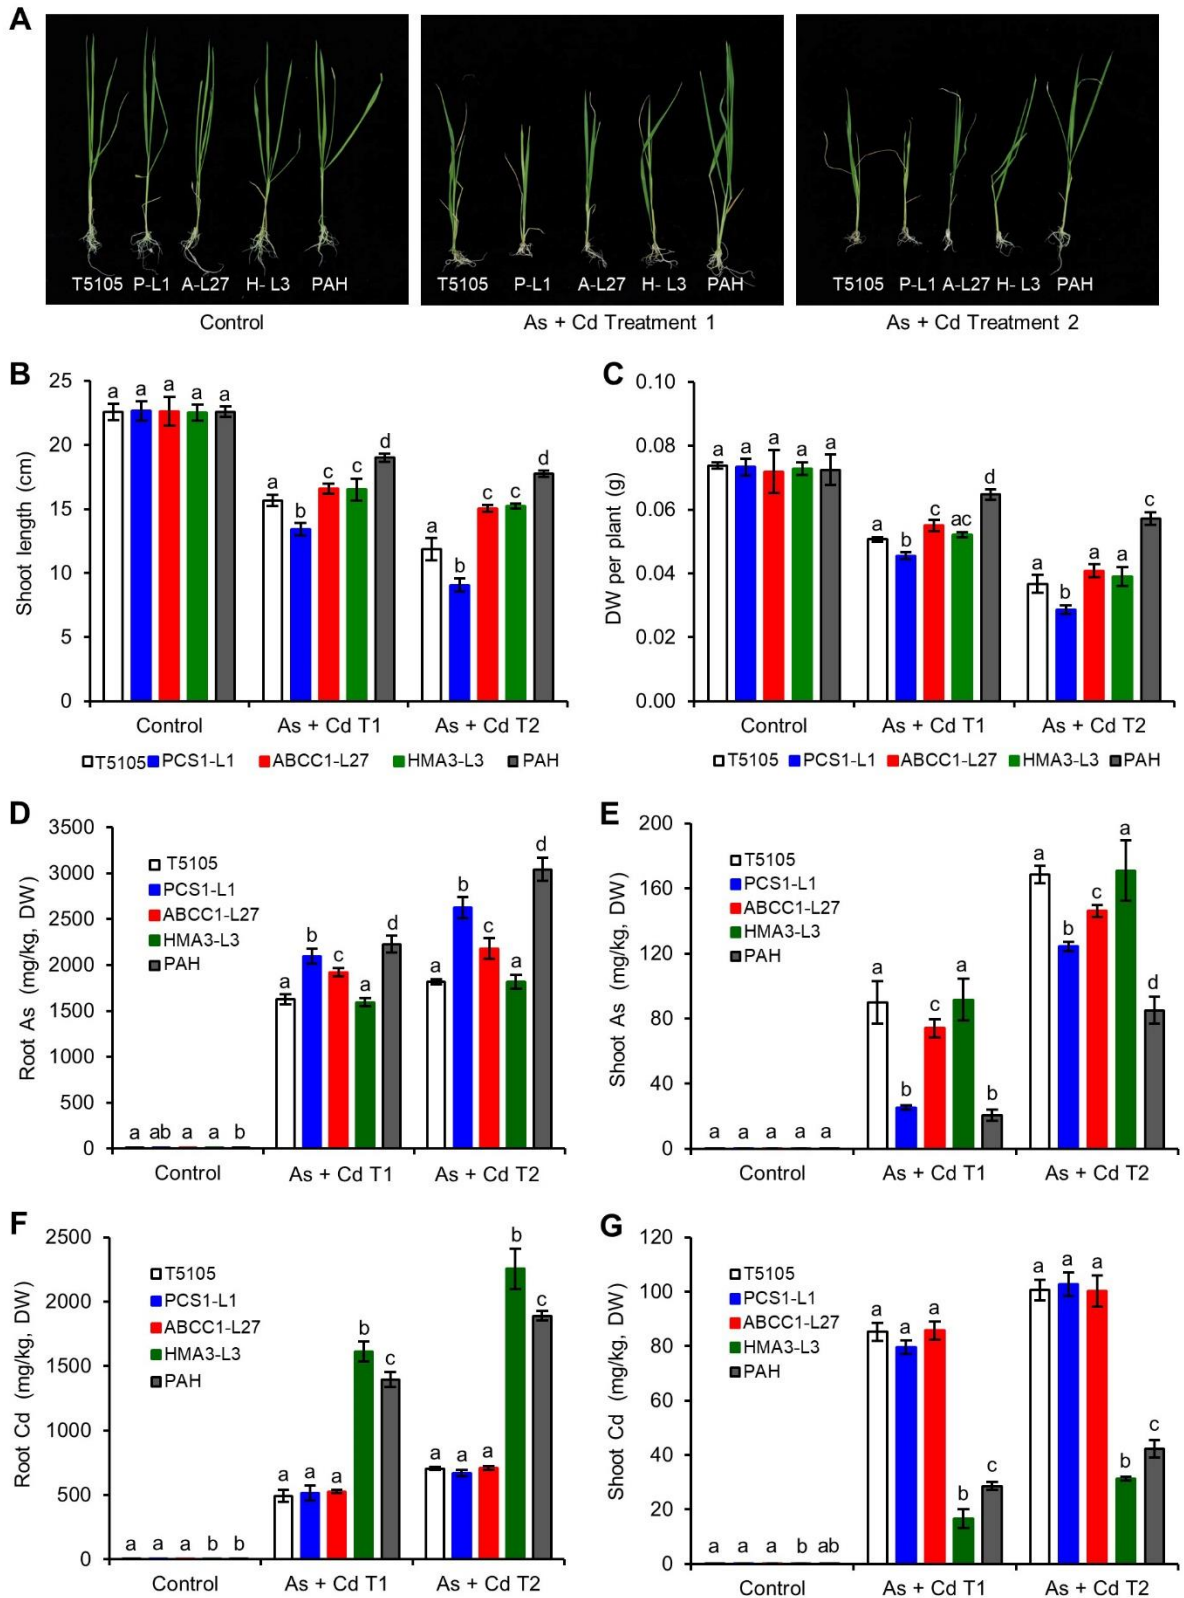 A
T5105 P-L1 A-L27 H- L3 PAH
T5105 P-L1 A-L27 H- L3 PAH
T5105 P-L1 A-L27 H- L3 PAH
Control
As + Cd Treatment 1
As + Cd Treatment 2
B
Shoot length (cm)
25
20
15
10
5
0
a a a a a
a b c c d
a b c c d
Control As + Cd T1 As + Cd T2
T5105 PCS1-L1 ABCC1-L27 HMA3-L3 PAH
C
DW per plant (g)
0.10
0.08
0.06
0.04
0.02
0.00
a a a a a
a b c ac d
a b a a c
Control As + Cd T1 As + Cd T2
T5105 PCS1-L1 ABCC1-L27 HMA3-L3 PAH
D
Root As (mg/kg, DW)
3500
3000
2500
2000
1500
1000
500
0
T5105
PCS1-L1
ABCC1-L27
HMA3-L3
PAH
a ab a a b
a b c a d
a b c a d
Control As + Cd T1 As + Cd T2
E
Shoot As (mg/kg, DW)
200
160
120
80
40
0
T5105
PCS1-L1
ABCC1-L27
HMA3-L3
PAH
a a a a a
a b c a b
a b c a d
Control As + Cd T1 As + Cd T2
F
Root Cd (mg/kg, DW)
2500
2000
1500
1000
500
0
T5105
PCS1-L1
ABCC1-L27
HMA3-L3
PAH
a a a b b
a a a b c
a a a b c
Control As + Cd T1 As + Cd T2
G
Shoot Cd (mg/kg, DW)
120
100
80
60
40
20
0
T5105
PCS1-L1
ABCC1-L27
HMA3-L3
PAH
a a a b ab
a a a b c
a a a b c
Control As + Cd T1 As + Cd T2